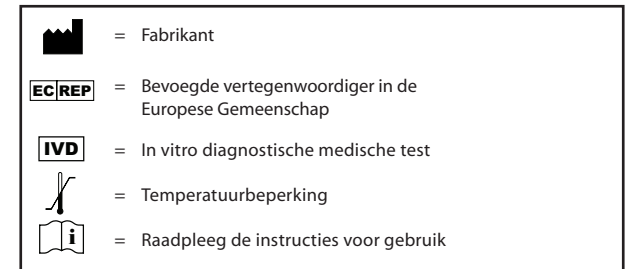 = Fabrikant
EC REP = Bevoegde vertegenwoordiger in de
Europese Gemeenschap
IVD = In vitro diagnostische medische test
= Temperatuurbeperking
i = Raadpleeg de instructies voor gebruik